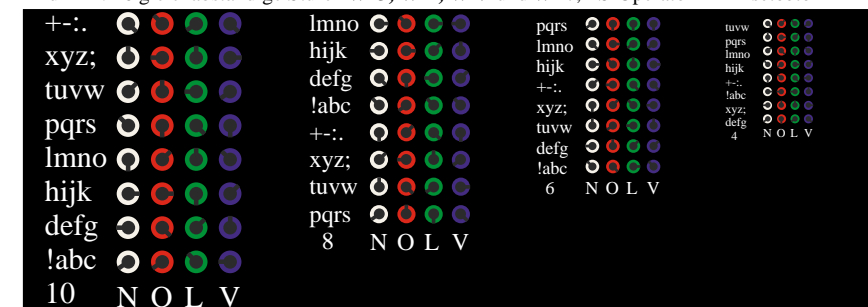 +-:.
xyz;
tuvw
pqrs
lmno
hijk
defg
!abc
10 N O L V
lmno
hijk
defg
!abc
+-:.
xyz;
tuvw
pqrs
8 N O L V
pqrs
lmno
hijk
+-:.
xyz;
tuvw
defg
!abc
6 N O L V
tuvw
pqrs
lmno
hijk
+-:.
!abc
xyz;
defg
4 N O L V